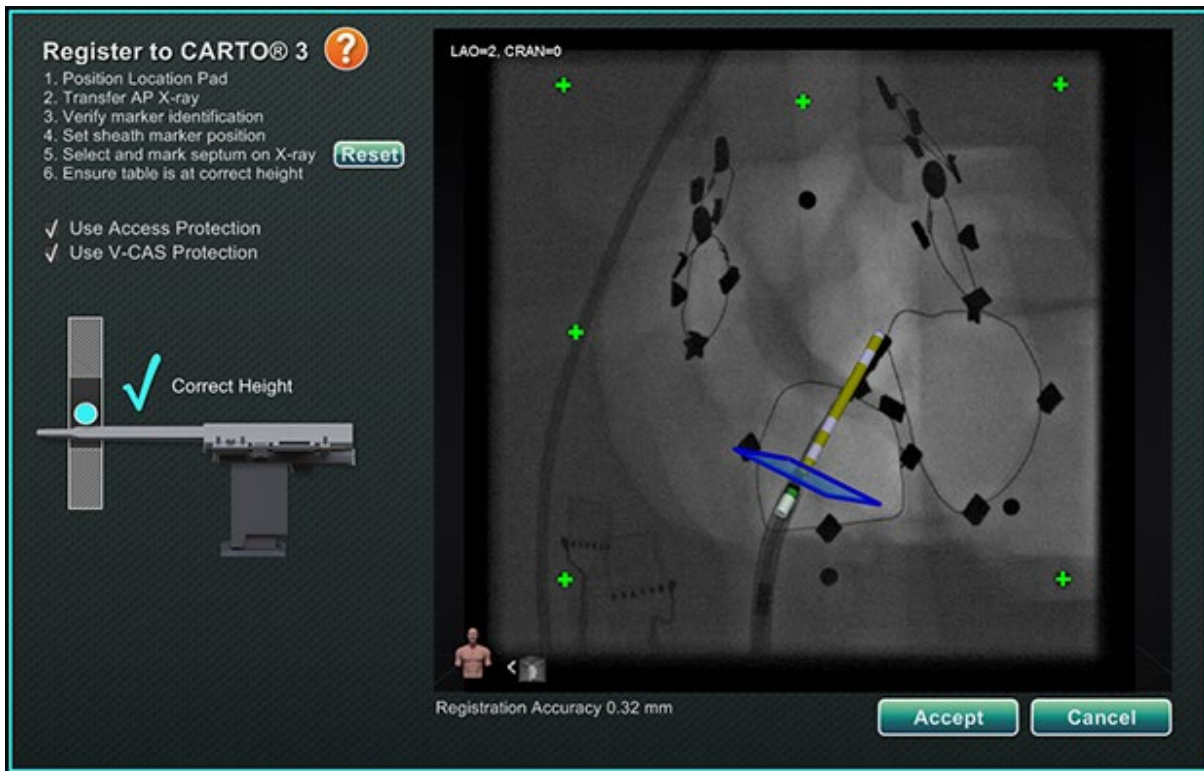 Register to CARTO® 3 ?
1. Position Location Pad
2. Transfer AP X-ray
3. Verify marker identification
4. Set sheath marker position
5. Select and mark septum on X-ray Reset
6. Ensure table is at correct height
Use Access Protection
Use V-CAS Protection
Correct Height
LAO=2, CRAN=0
Registration Accuracy 0.32 mm
Accept Cancel